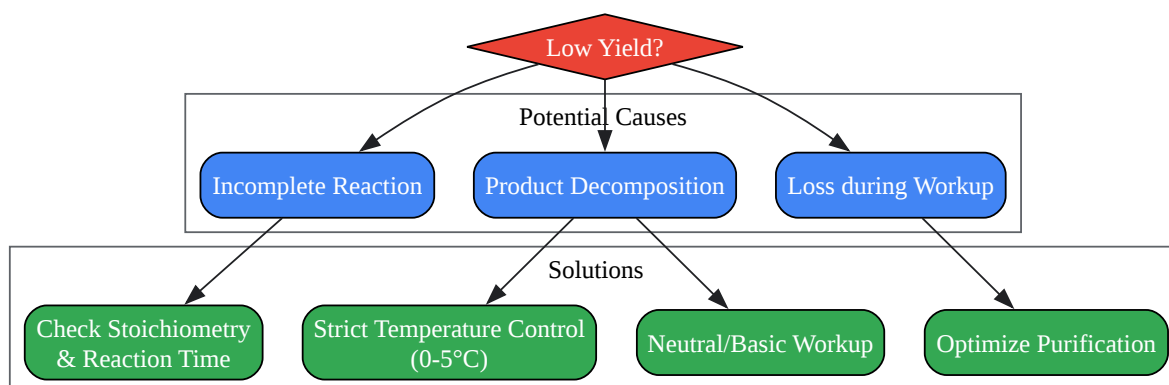 Low Yield?
Potential Causes
Incomplete Reaction
Product Decomposition
Loss during Workup
Solutions
Check Stoichiometry
& Reaction Time
Strict Temperature Control
(0-5°C)
Neutral/Basic Workup
Optimize Purification